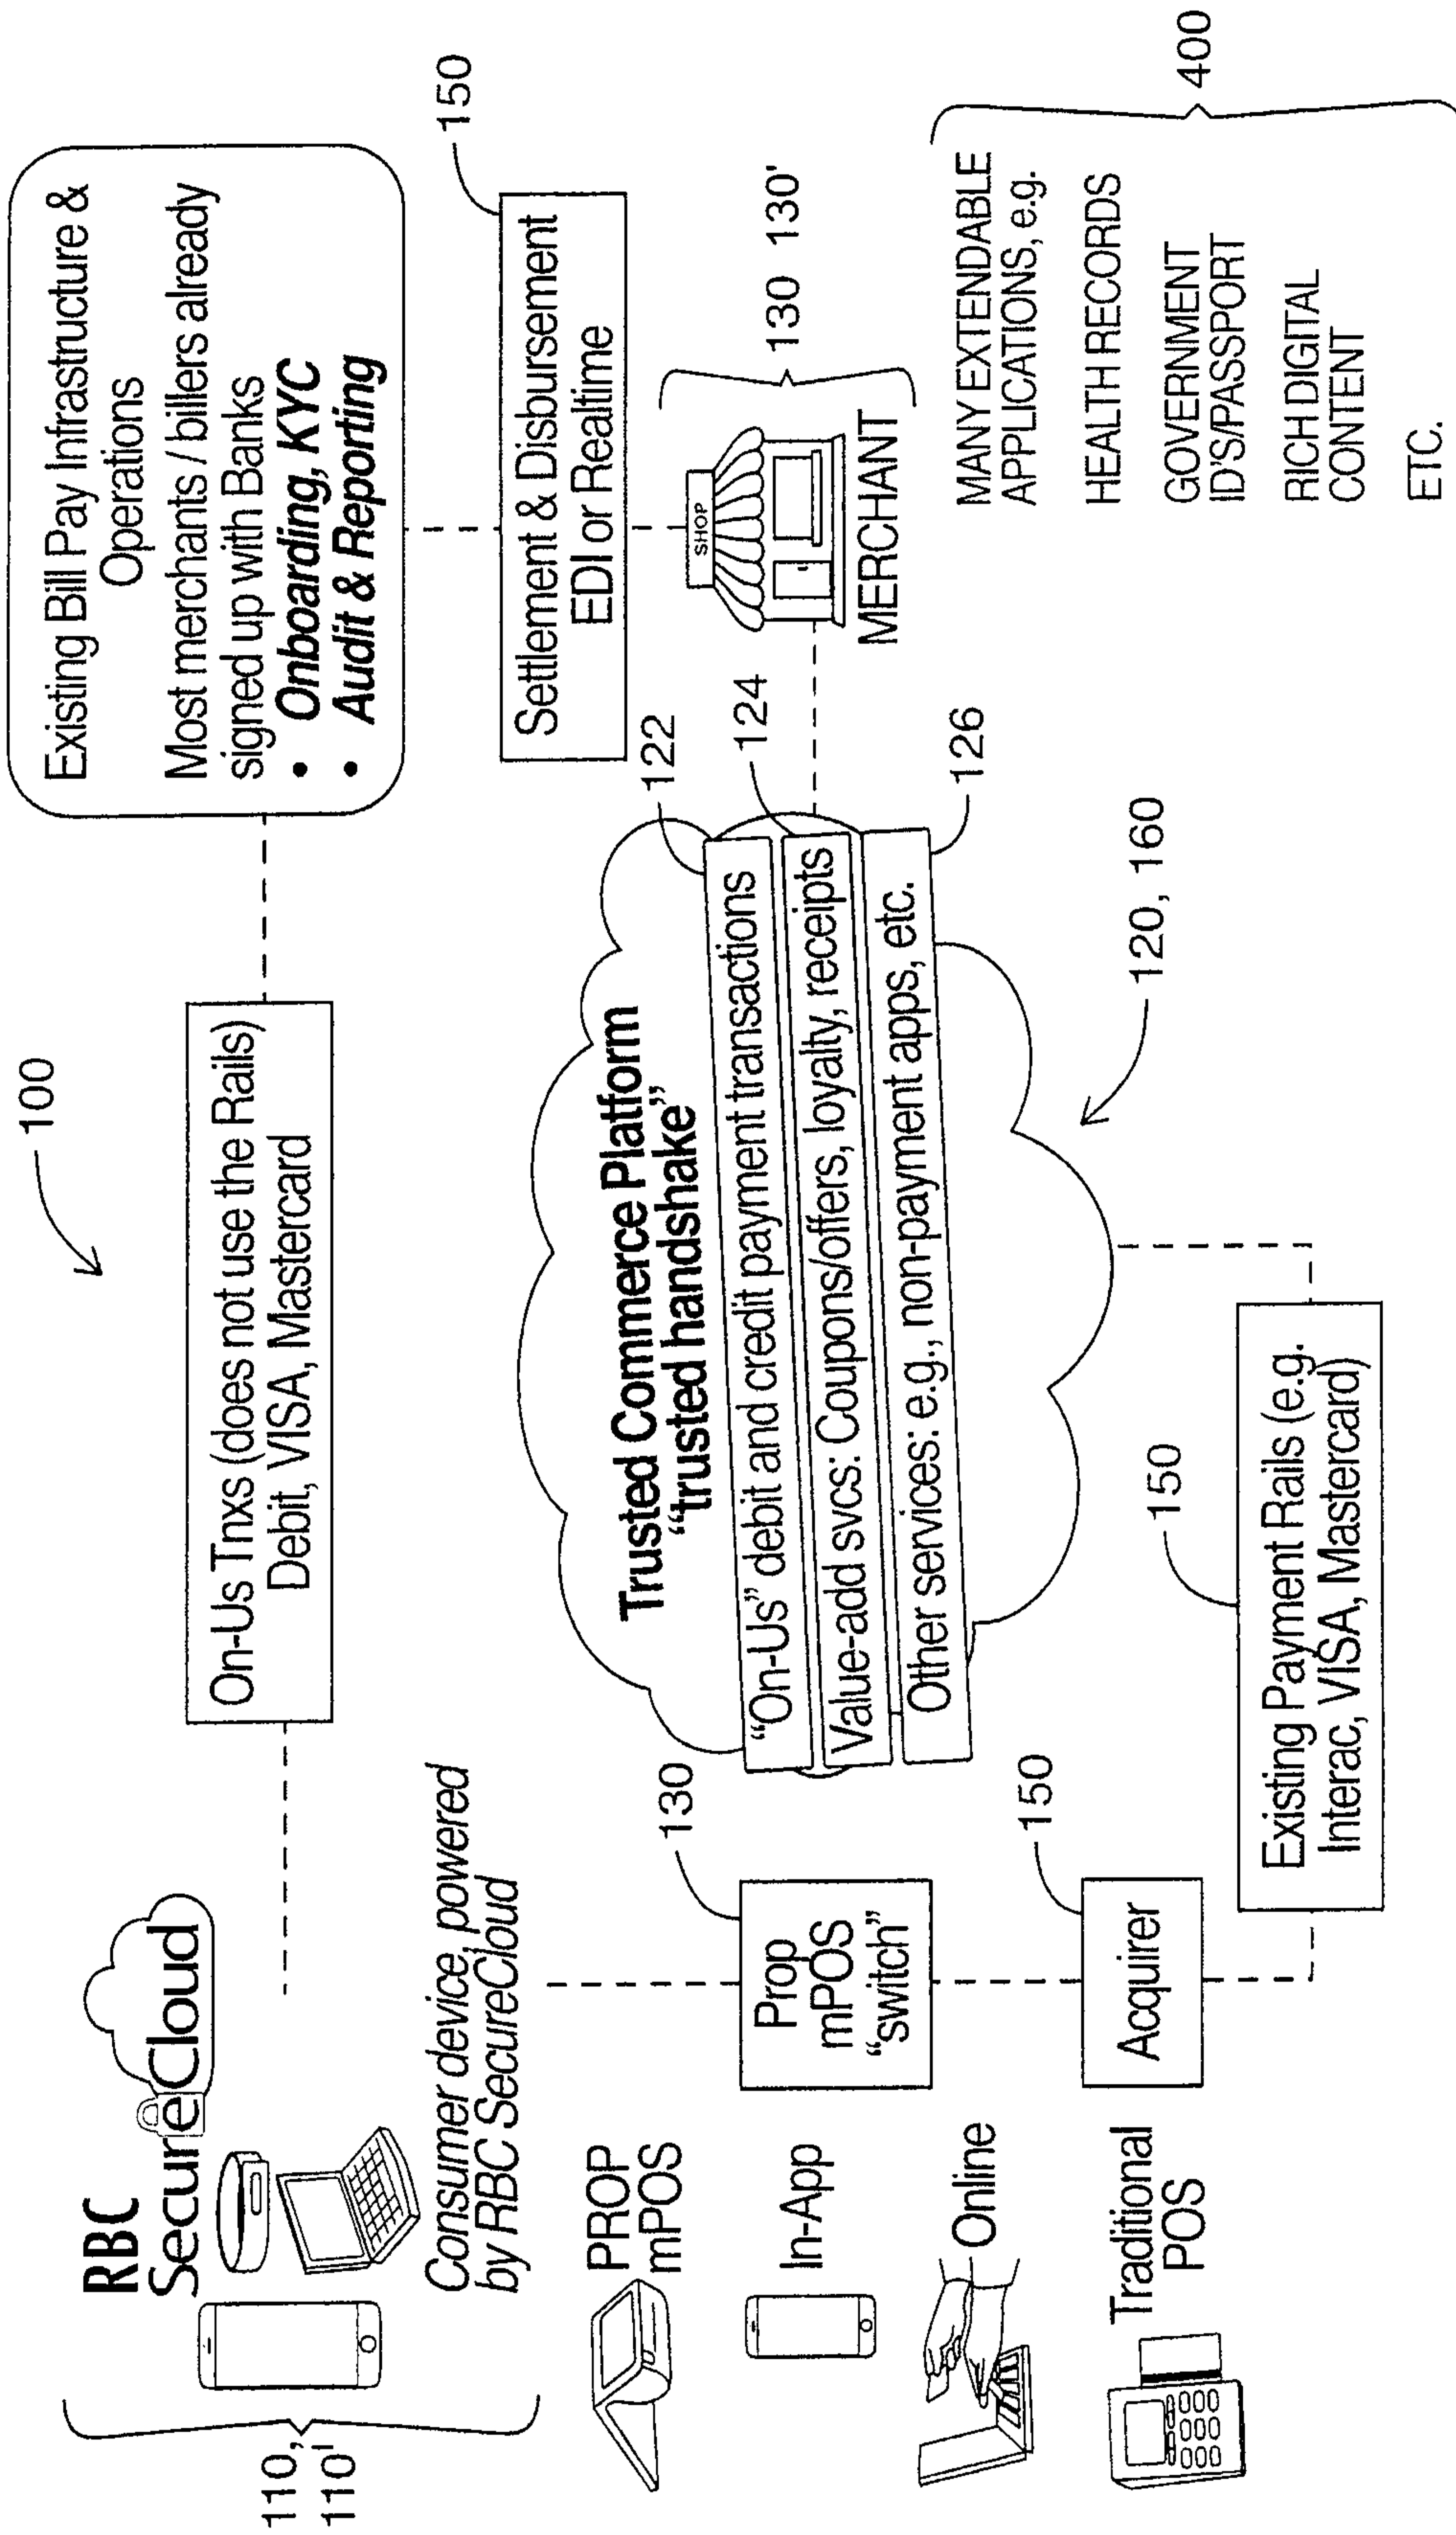 100
RBC
SecureCloud
110,
110'
Consumer device, powered
by RBC SecureCloud
On-Us Tnxs (does not use the Rails)
Debit, VISA, Mastercard
Existing Bill Pay Infrastructure &
Operations
Most merchants / billers already
signed up with Banks
• Onboarding, KYC
• Audit & Reporting
150
Settlement & Disbursement
EDI or Realtime
SHOP
MERCHANT
130 130'
Trusted Commerce Platform
“trusted handshake”
122
“On-Us” debit and credit payment transactions
124
Value-add svcs: Coupons/offers, loyalty, receipts
126
Other services: e.g., non-payment apps, etc.
120, 160
PROP
mPOS
In-App
Online
Traditional
POS
130
Prop
mPOS
“switch”
150
Acquirer
150
Existing Payment Rails (e.g.
Interac, VISA, Mastercard)
MANY EXTENDABLE
APPLICATIONS, e.g.
HEALTH RECORDS
GOVERNMENT
ID'S/PASSPORT
RICH DIGITAL
CONTENT
ETC.
400